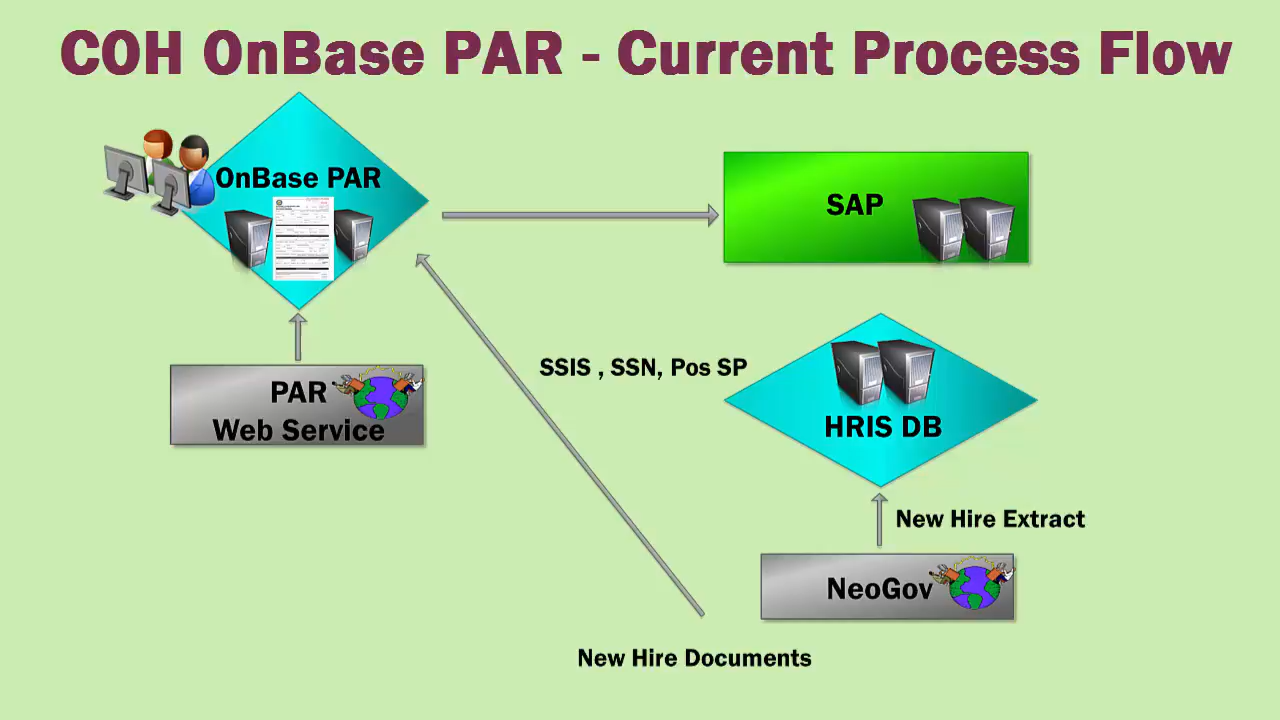 COH OnBase PAR - Current Process Flow
OnBase PAR
SAP
SSIS , SSN, Pos SP
PAR
Web Service
HRIS DB
New Hire Extract
NeoGov
New Hire Documents